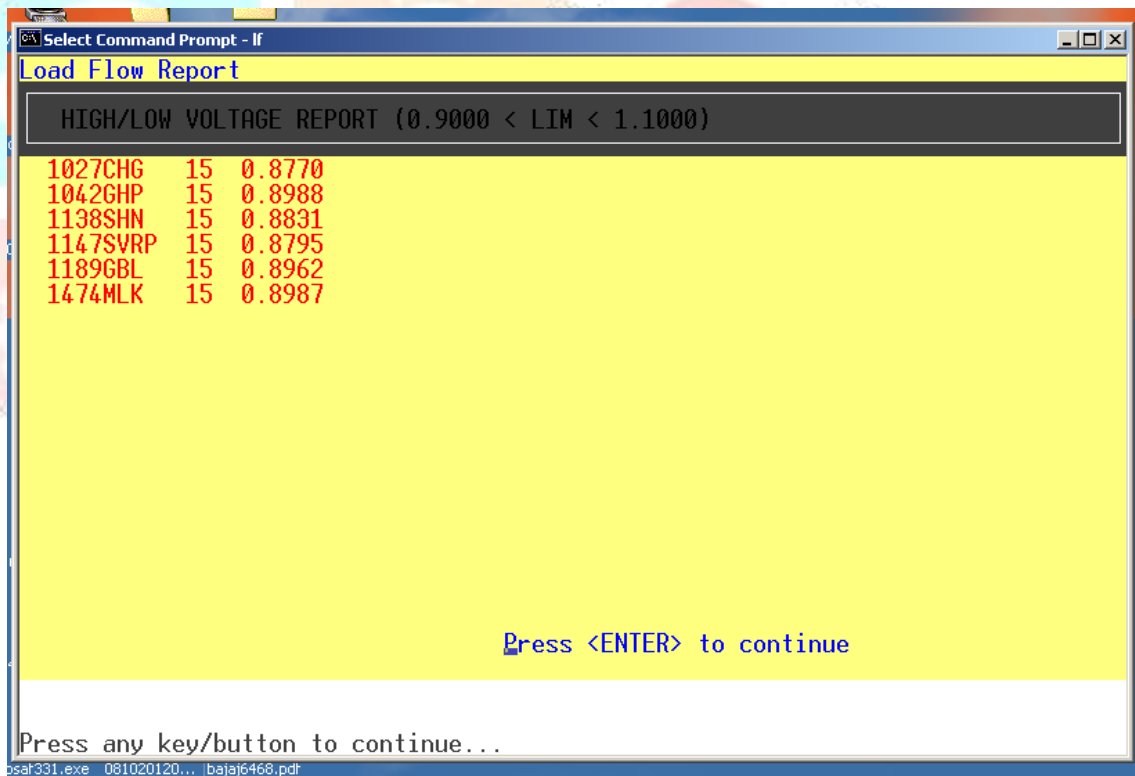 Select Command Prompt - lf
Load Flow Report
HIGH/LOW VOLTAGE REPORT (0.9000 < LIM < 1.1000)
1027CHG 15 0.8770
1042GHP 15 0.8988
1138SHN 15 0.8831
1147SVRP 15 0.8795
1189GBL 15 0.8962
1474MLK 15 0.8987
Press <ENTER> to continue
Press any key/button to continue...
081020120... bajaj6468.pdf